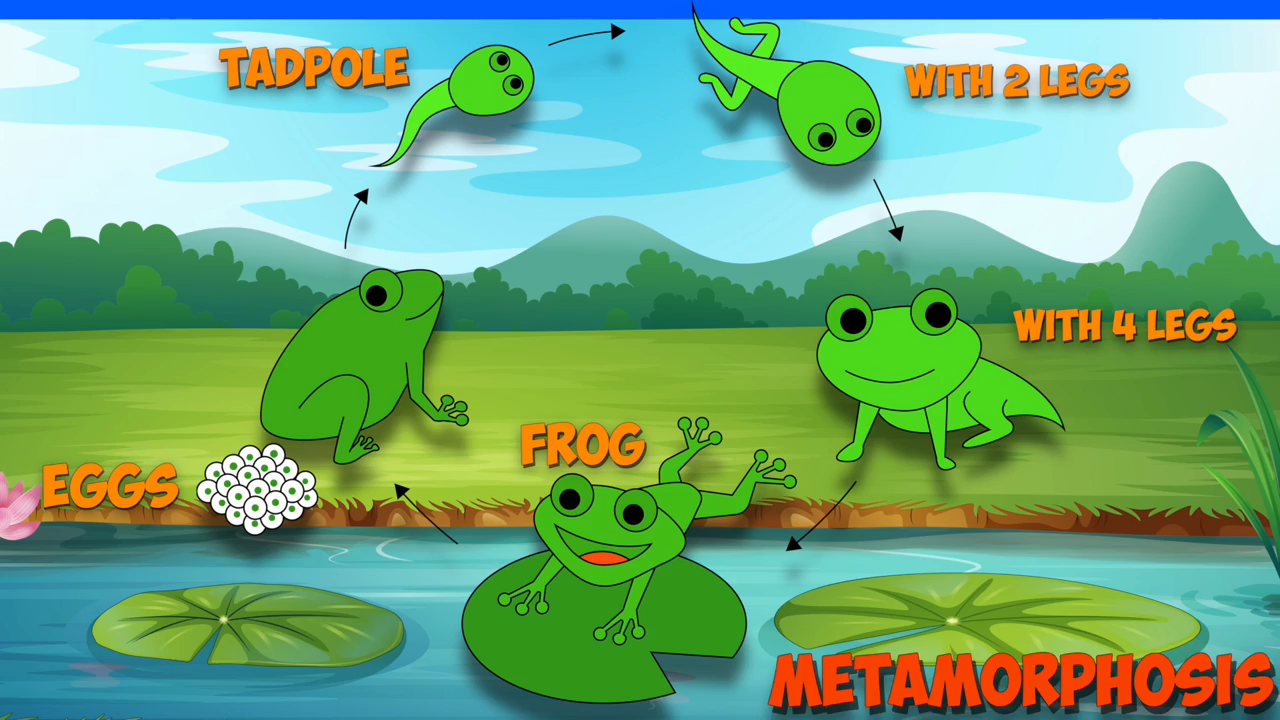 TADPOLE
WITH 2 LEGS
WITH 4 LEGS
FROG
EGGS
METAMORPHOSIS